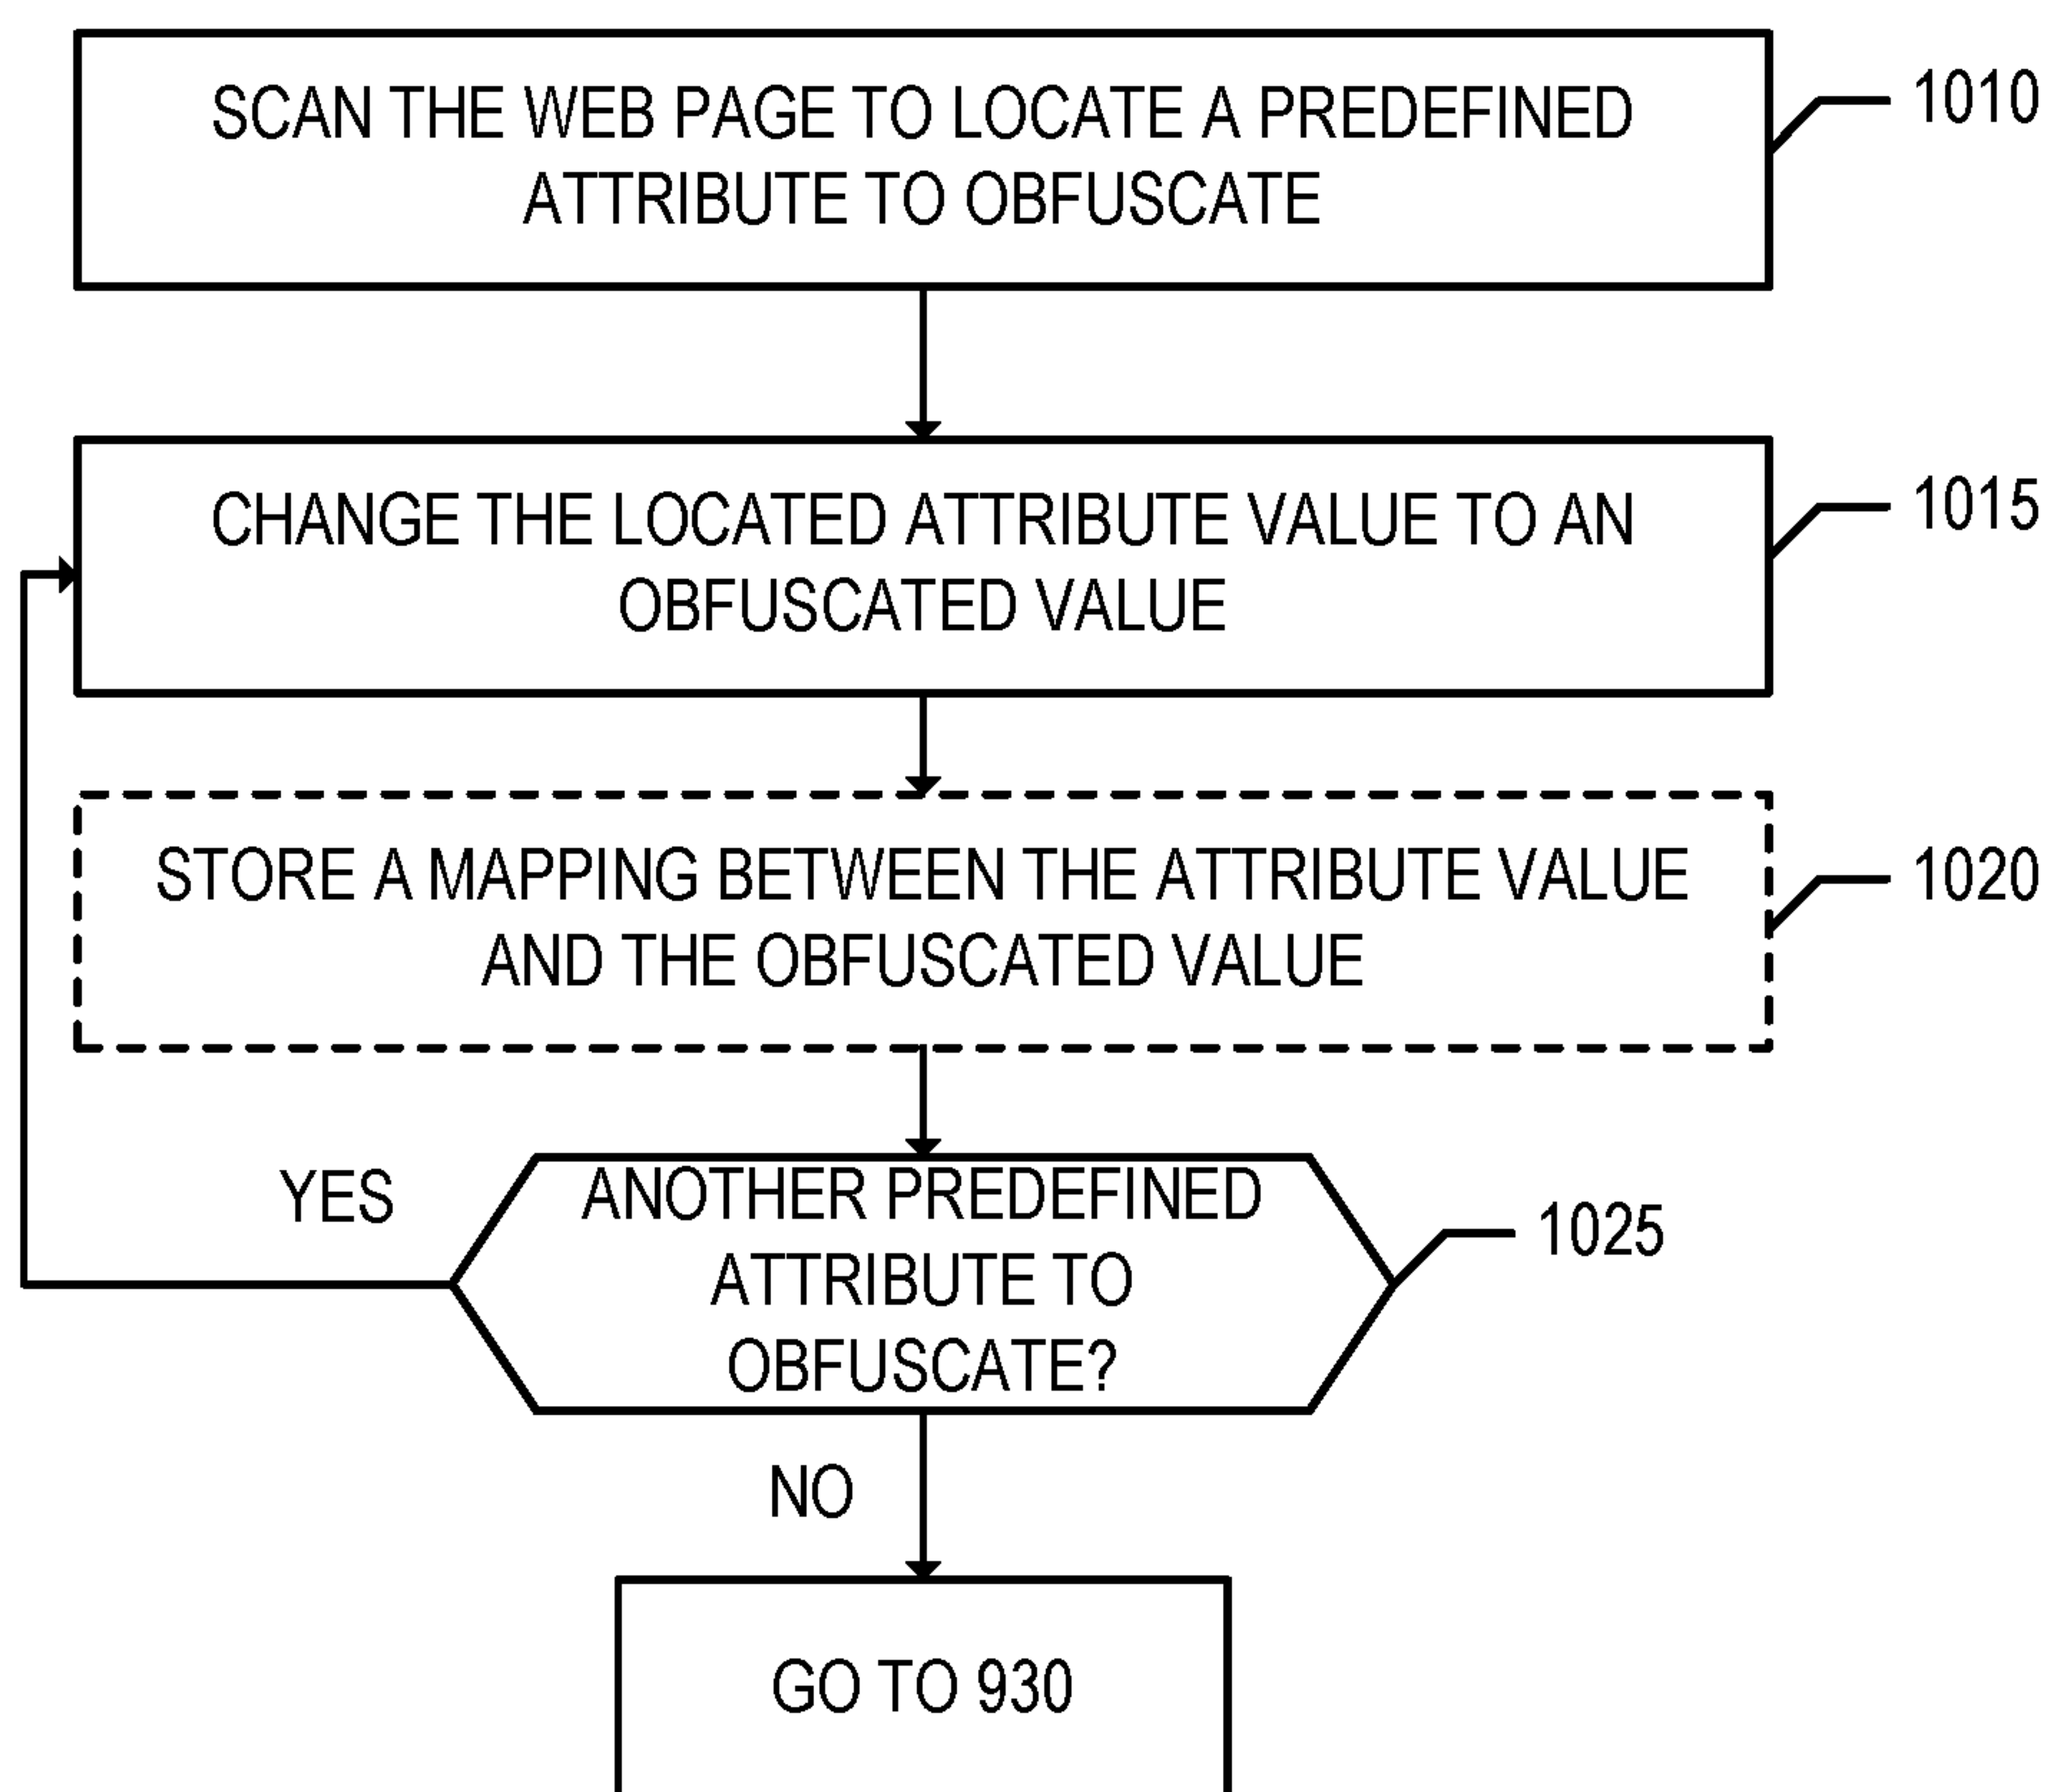 SCAN THE WEB PAGE TO LOCATE A PREDEFINED
ATTRIBUTE TO OBFUSCATE
1010
CHANGE THE LOCATED ATTRIBUTE VALUE TO AN
OBFUSCATED VALUE
1015
STORE A MAPPING BETWEEN THE ATTRIBUTE VALUE
AND THE OBFUSCATED VALUE
1020
YES
ANOTHER PREDEFINED
ATTRIBUTE TO
OBFUSCATE?
1025
NO
GO TO 930